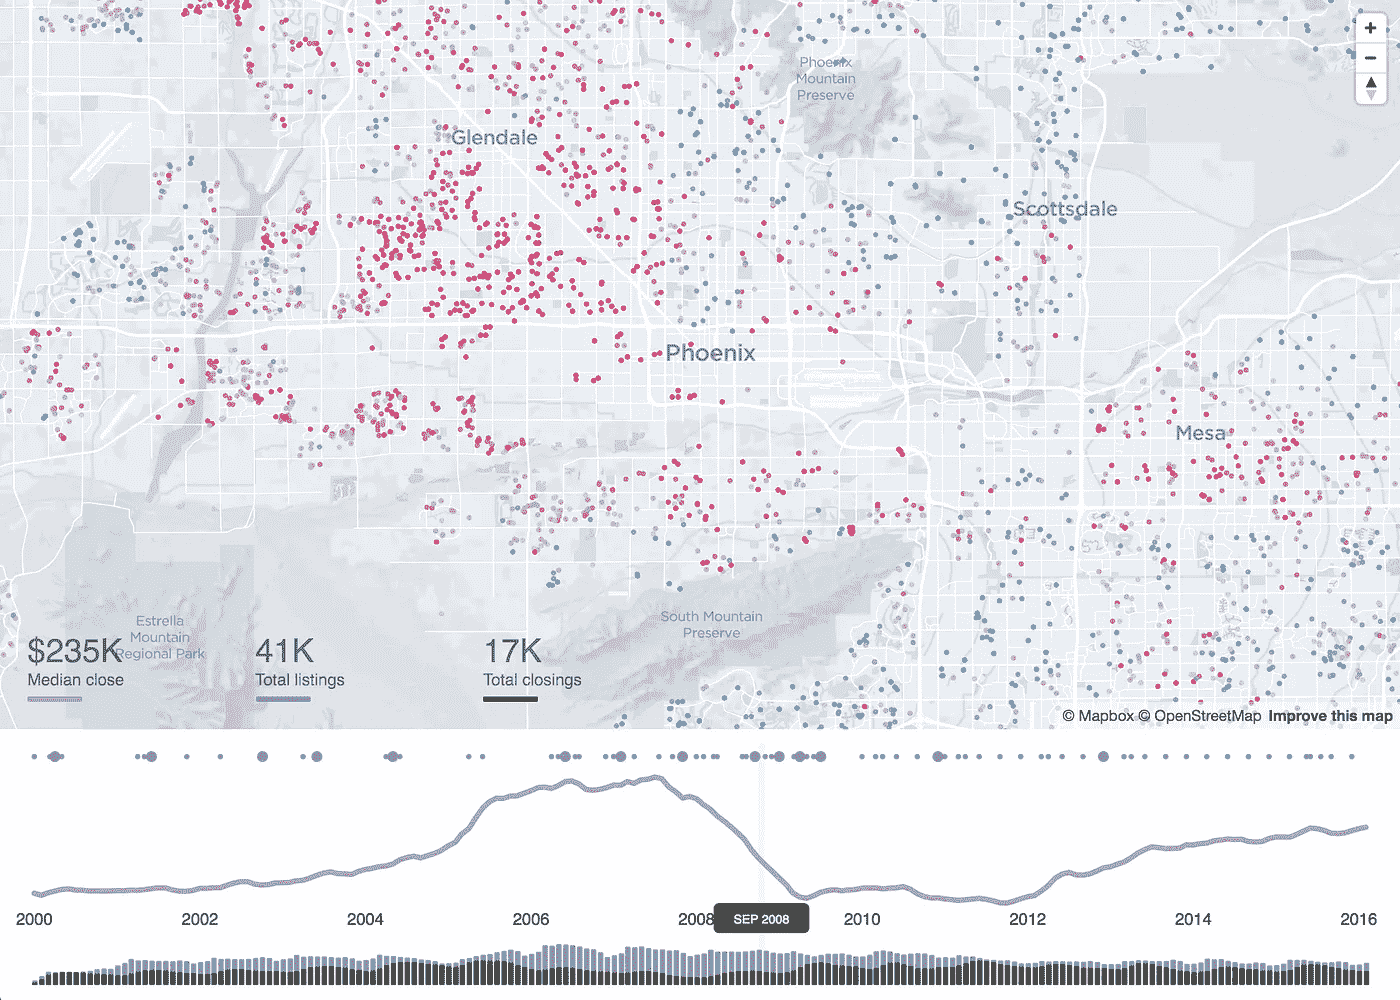 Phoenix
Mountain
Preserve
Glendale
Scottsdale
Phoenix
Mesa
South Mountain
Preserve
Estrella
Mountain
Regional Park
$235K
Median close
41K
Total listings
17K
Total closings
© Mapbox © OpenStreetMap Improve this map
2000 2002 2004 2006 2008 SEP 2008 2010 2012 2014 2016